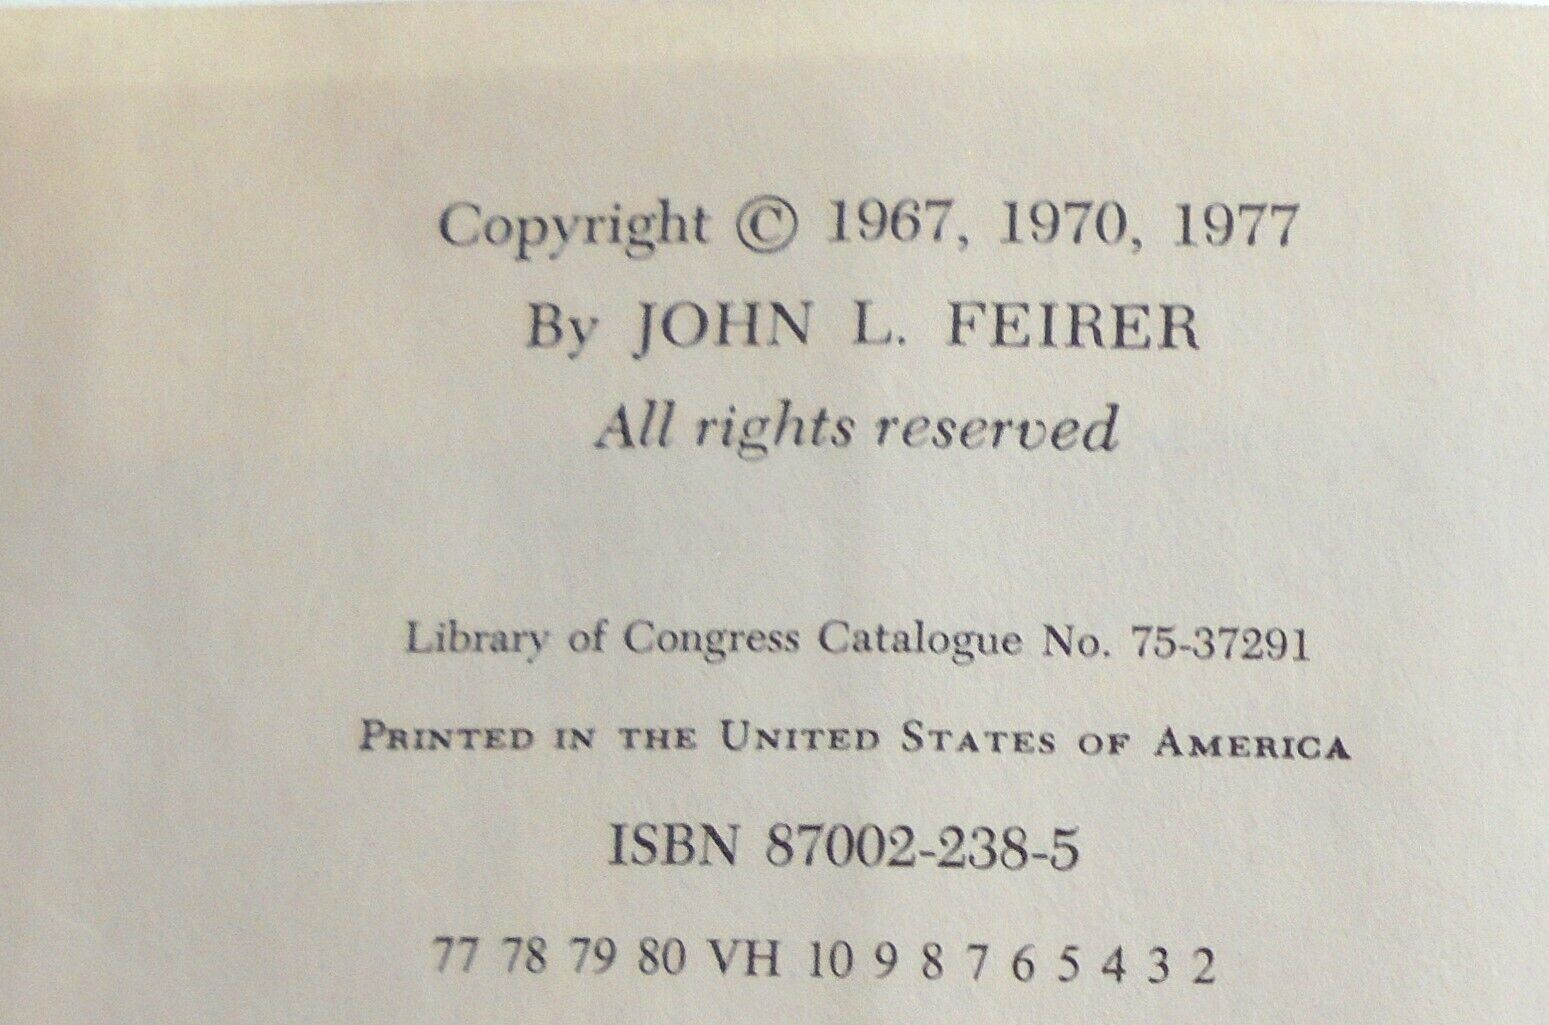 Copyright © 1967, 1970, 1977
By JOHN L. FEIRER
All rights reserved
Library of Congress Catalogue No. 75-37291
PRINTED IN THE UNITED STATES OF AMERICA
ISBN 87002-238-5
77 78 79 80 VH 10 9 8 7 6 5 4 3 2